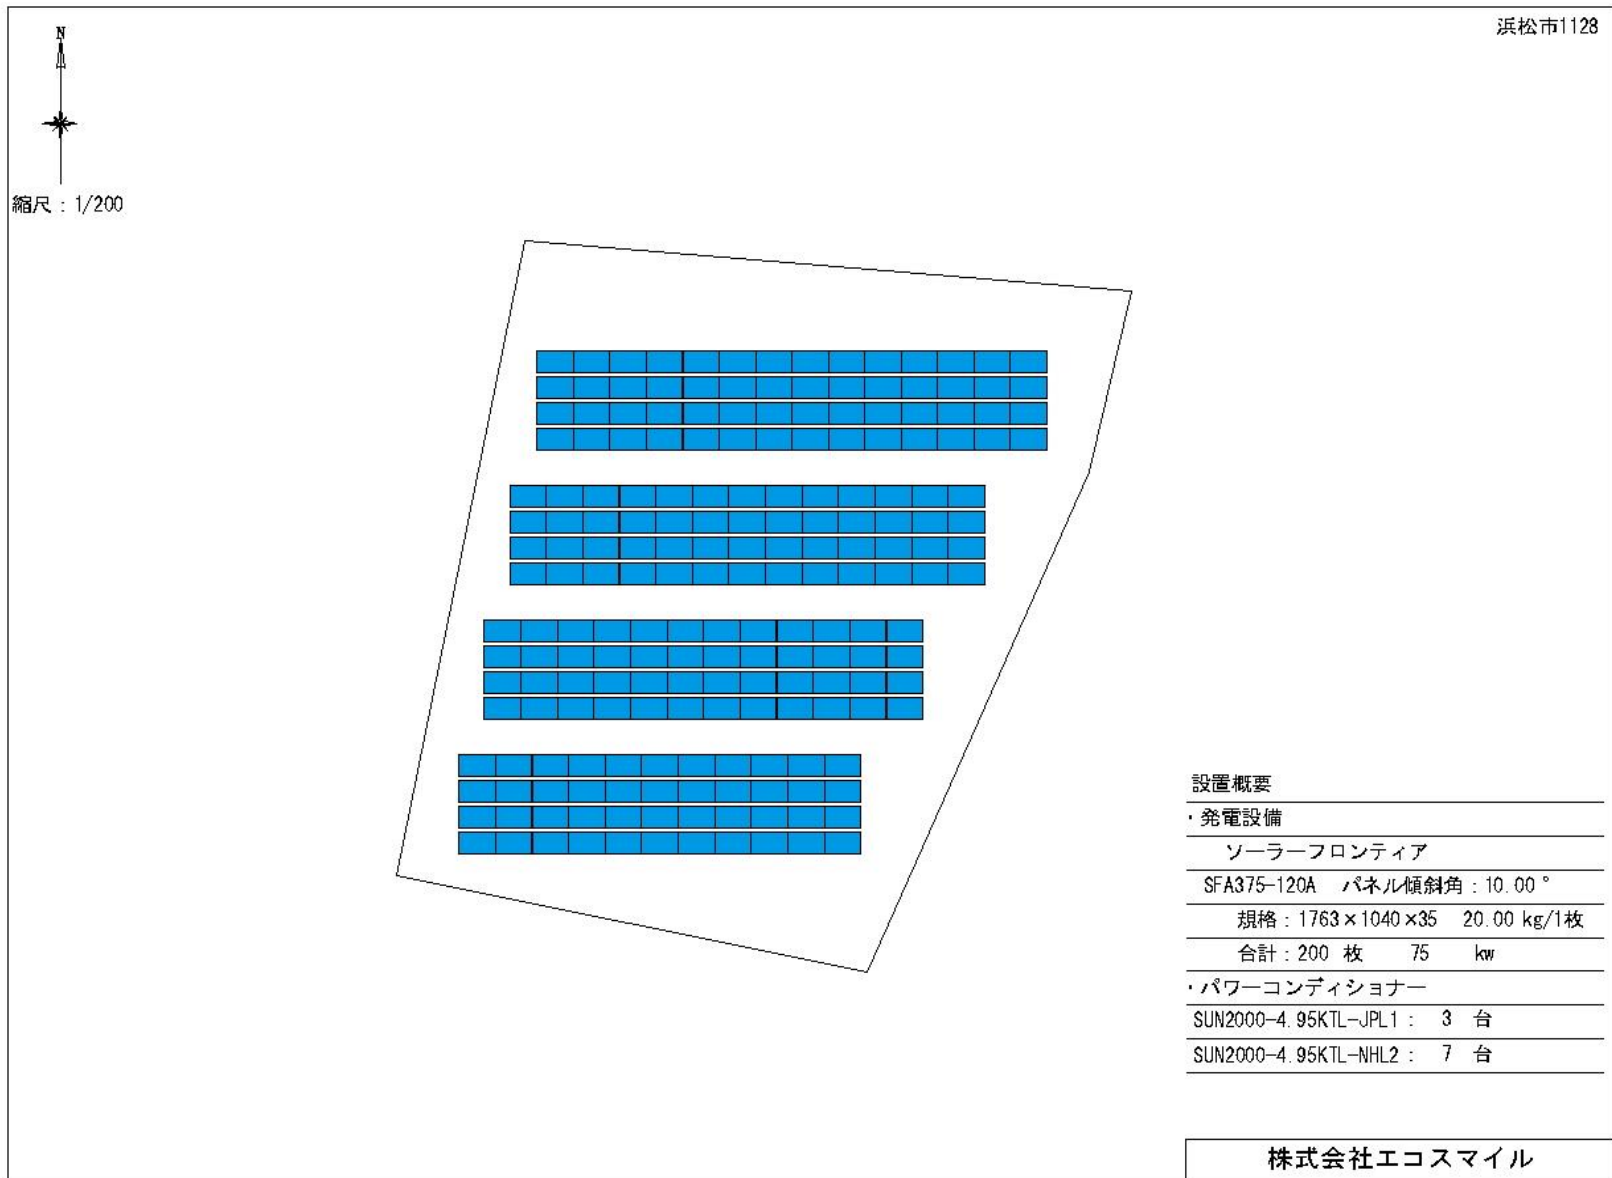 浜松市1128
N
縮尺：1/200
設置概要
・発電設備
ソーラーフロンティア
SFA375-120A パネル傾斜角：10.00°
規格：1763×1040×35 20.00 kg/1枚
合計：200 枚 75 kw
・パワーコンディショナー
SUN2000-4.95KTL-JPL1： 3 台
SUN2000-4.95KTL-NHL2： 7 台
株式会社エコスマイル